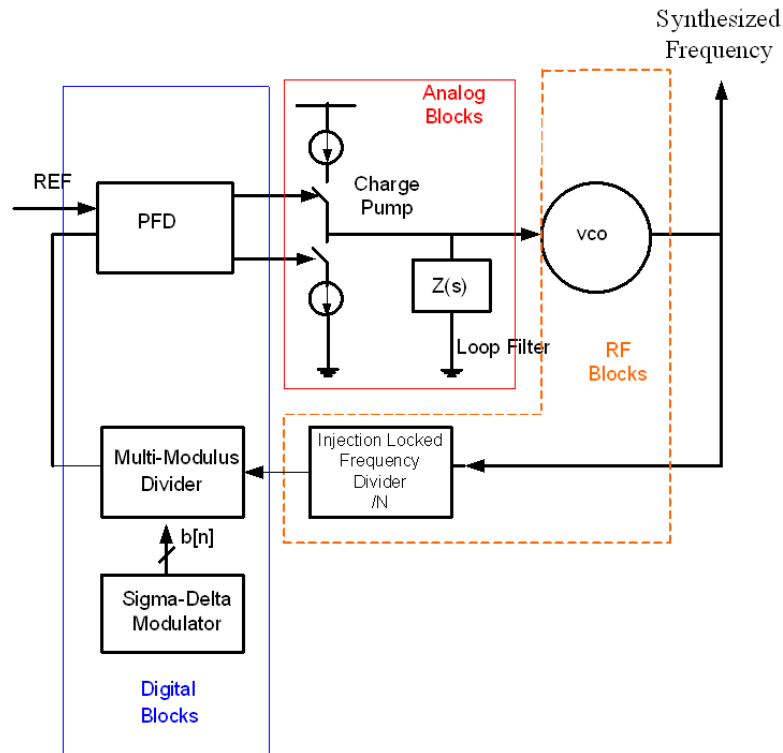 Synthesized
Frequency
Analog
Blocks
REF
PFD
Charge
Pump
vco
Z(s)
Loop Filter
RF
Blocks
Multi-Modulus
Divider
Injection Locked
Frequency
Divider
/N
b[n]
Sigma-Delta
Modulator
Digital
Blocks